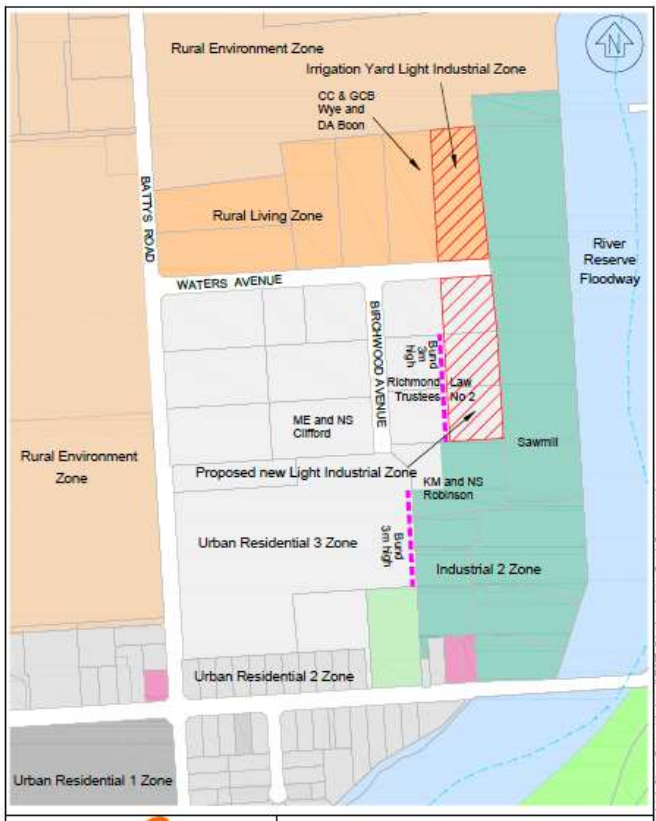 Rural Environment Zone
N
Irrigation Yard Light Industrial Zone
CC & GCB
Wye and
DA Boon
BATTYS ROAD
Rural Living Zone
River
Reserve
Floodway
WATERS AVENUE
BIRCHWOOD AVENUE
Bund
3m
high
Richmond
Trustees
Law
No 2
ME and NS
Clifford
Sawmill
Rural Environment
Zone
Proposed new Light Industrial Zone
KM and NS
Robinson
Urban Residential 3 Zone
Bund
3m high
Industrial 2 Zone
Urban Residential 2 Zone
Urban Residential 1 Zone